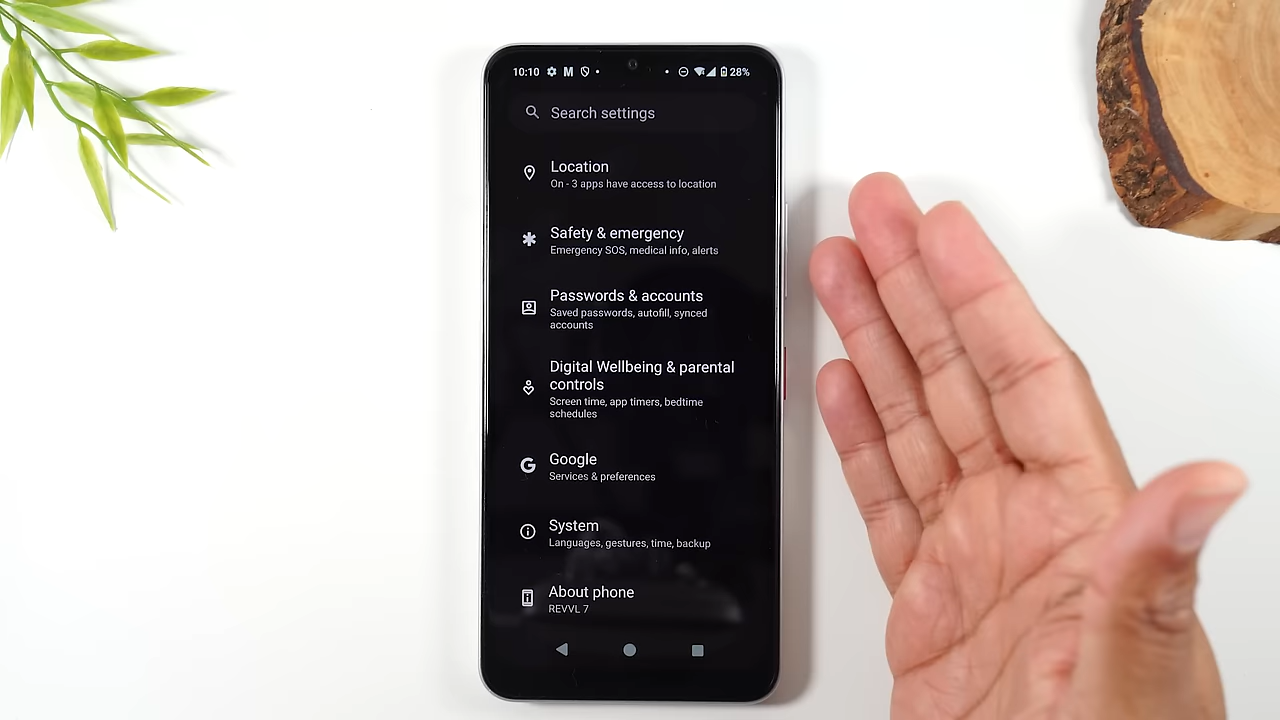 10:10 M 28%
Search settings
Location
On - 3 apps have access to location
Safety & emergency
Emergency SOS, medical info, alerts
Passwords & accounts
Saved passwords, autofill, synced
accounts
Digital Wellbeing & parental
controls
Screen time, app timers, bedtime
schedules
Google
Services & preferences
System
Languages, gestures, time, backup
About phone
REVVL 7